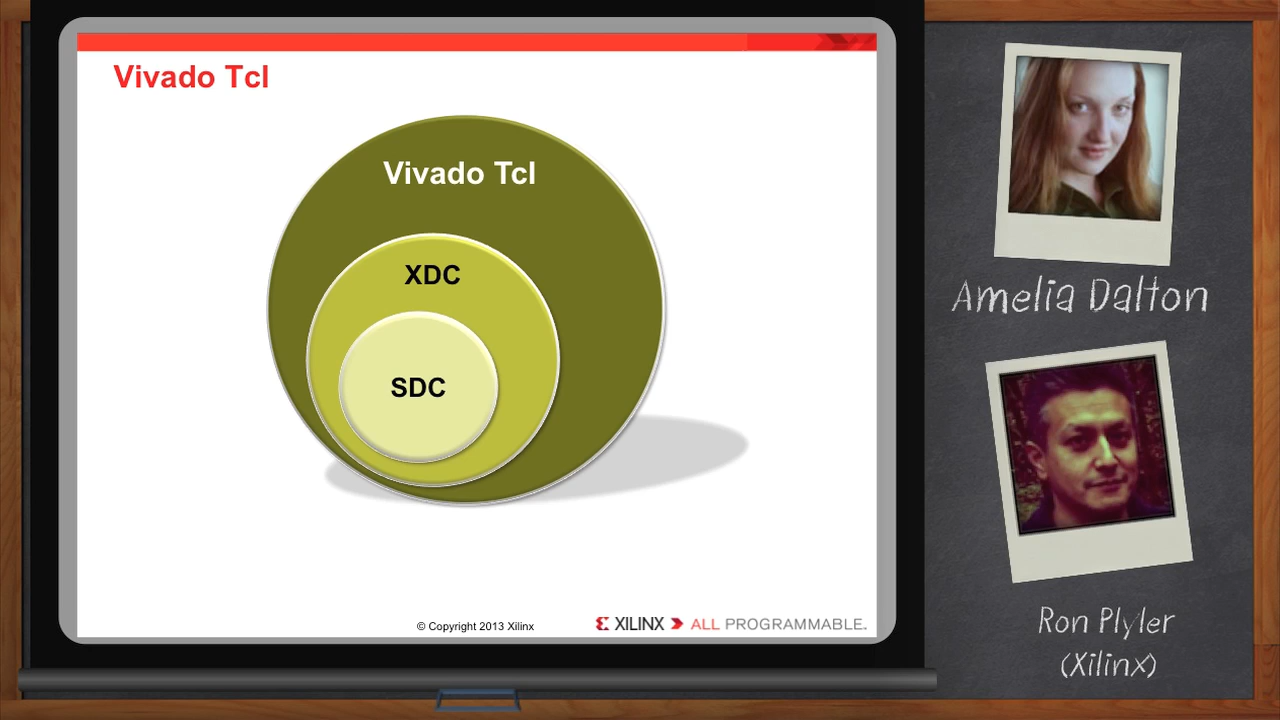 Vivado Tcl
Vivado Tcl
XDC
SDC
© Copyright 2013 Xilinx
XILINX ALL PROGRAMMABLE.
Amelia Dalton
Ron Plyler
(Xilinx)